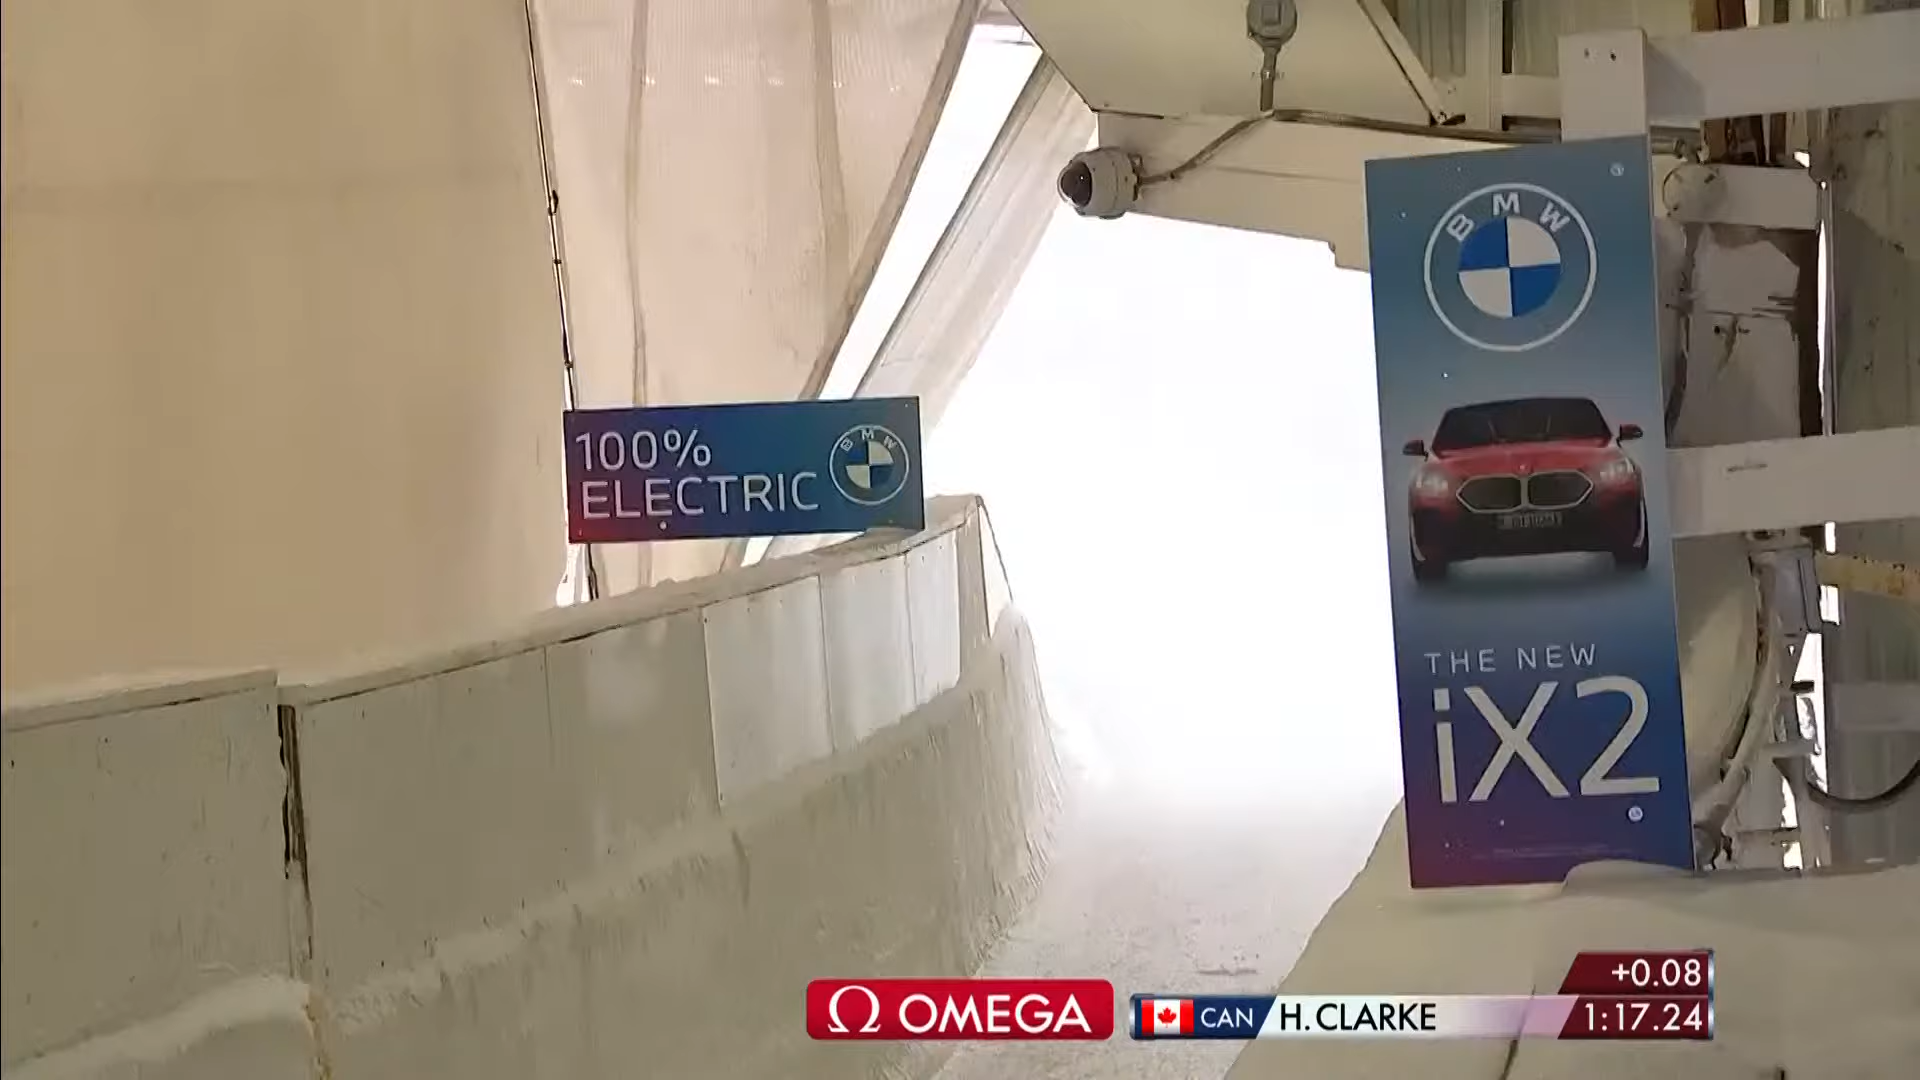 BMW
100%
ELECTRIC
BMW
THE NEW
iX2
+0.08
Ω OMEGA
CAN H.CLARKE 1:17.24